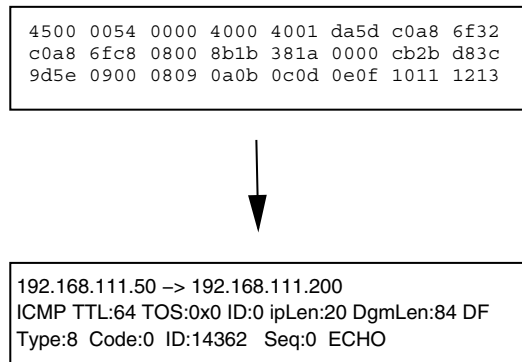 4500 0054 0000 4000 4001 da5d c0a8 6f32
c0a8 6fc8 0800 8b1b 381a 0000 cb2b d83c
9d5e 0900 0809 0a0b 0c0d 0e0f 1011 1213
192.168.111.50 –> 192.168.111.200
ICMP TTL:64 TOS:0x0 ID:0 ipLen:20 DgmLen:84 DF
Type:8 Code:0 ID:14362 Seq:0 ECHO